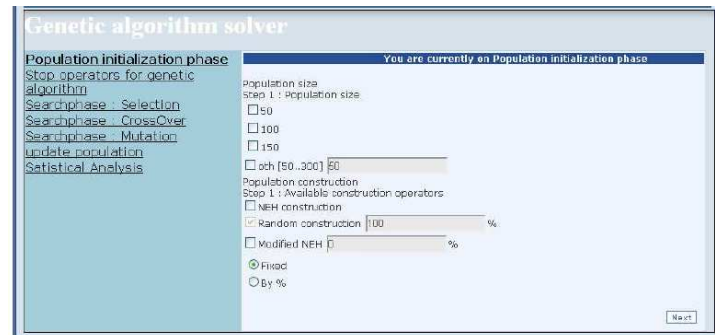 Genetic algorithm solver
Population initialization phase
Stop operators for genetic
algorithm
Searchphase : Selection
Searchphase : CrossOver
Searchphase : Mutation
update population
Satistical Analysis
You are currently on Population initialization phase
Population size
Step 1 : Population size
50
100
150
oth [50..300] 50
Population construction
Step 1 : Available construction operators
NEH construction
Random construction 100 %
Modified NEH 0 %
Fixed
By %
Next